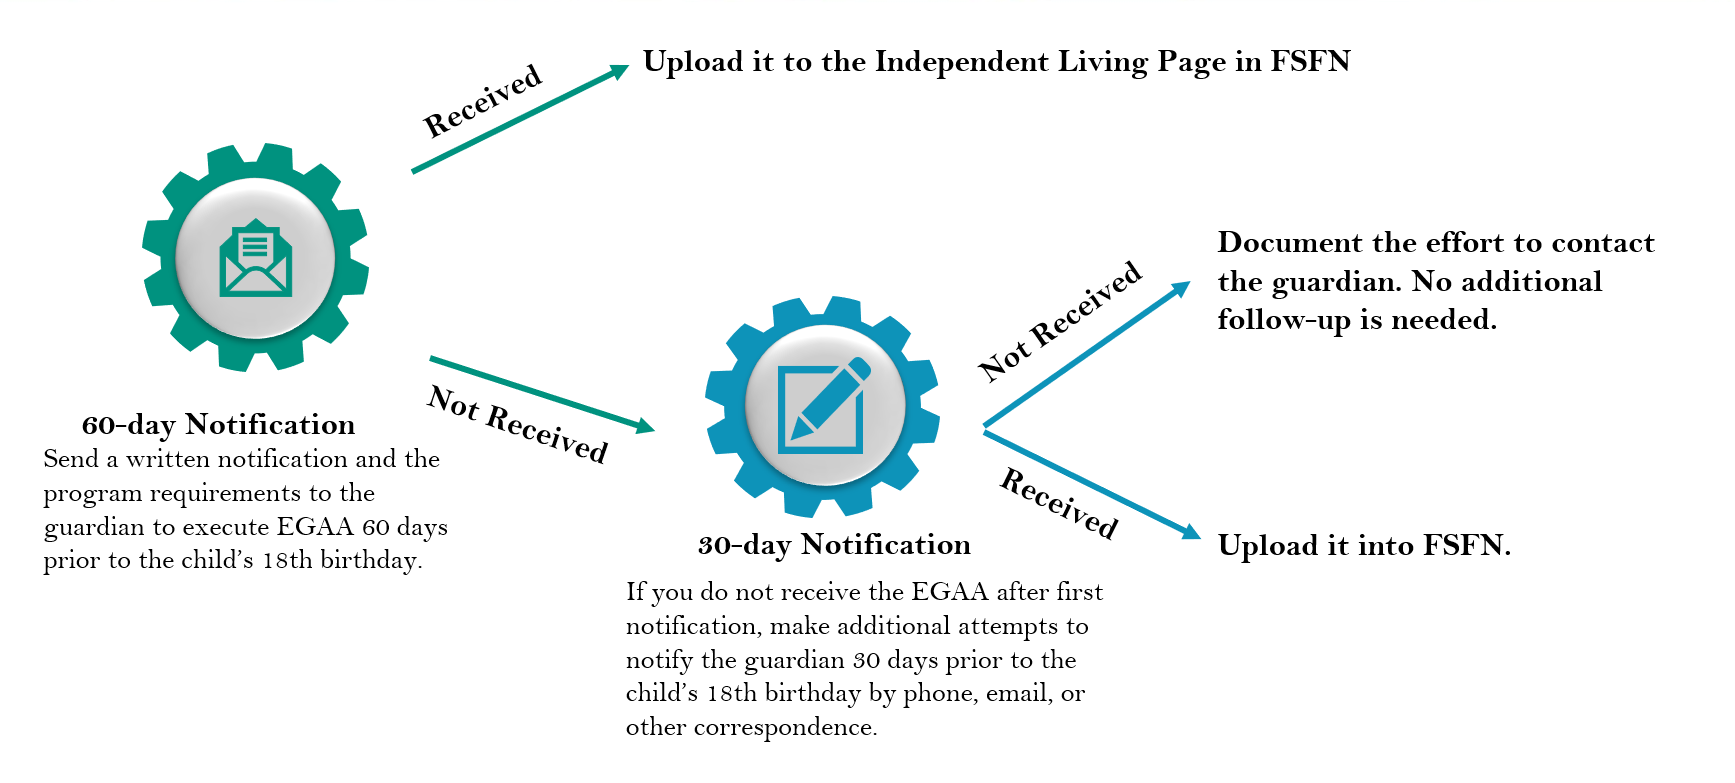 Received
Upload it to the Independent Living Page in FSFN
60-day Notification
Send a written notification and the
program requirements to the
guardian to execute EGAA 60 days
prior to the child’s 18th birthday.
Not Received
30-day Notification
If you do not receive the EGAA after first
notification, make additional attempts to
notify the guardian 30 days prior to the
child’s 18th birthday by phone, email, or
other correspondence.
Not Received
Document the effort to contact
the guardian. No additional
follow-up is needed.
Received
Upload it into FSFN.